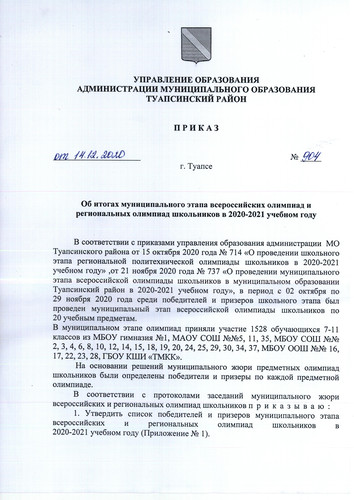 УПРАВЛЕНИЕ ОБРАЗОВАНИЯ
АДМИНИСТРАЦИИ МУНИЦИПАЛЬНОГО ОБРАЗОВАНИЯ
ТУАПСИНСКИЙ РАЙОН
П Р И К А З
от 14.12.2020 № 904
г. Туапсе
Об итогах муниципального этапа всероссийских олимпиад и
региональных олимпиад школьников в 2020-2021 учебном году
В соответствии с приказами управления образования администрации МО
Туапсинского района от 15 октября 2020 года № 714 «О проведении школьного
этапа региональной политехнической олимпиады школьников в 2020-2021
учебном году» ,от 21 ноября 2020 года № 737 «О проведении муниципального
этапа всероссийской олимпиады школьников в муниципальном образовании
Туапсинский район в 2020-2021 учебном году», в период с 02 октября по
29 ноября 2020 года среди победителей и призеров школьного этапа был
проведен муниципальный этап всероссийской олимпиады школьников по
20 учебным предметам.
В муниципальном этапе олимпиад приняли участие 1528 обучающихся 7-11
классов из МБОУ гимназия №1, МАОУ СОШ №№5, 11, 35, МБОУ СОШ №№
2, 3, 4, 6, 8, 10, 12, 14, 15, 18, 19, 20, 24, 25, 29, 30, 34, 37, МБОУ ООШ №№ 16,
17, 22, 23, 28, ГБОУ КШИ «ТМКК».
На основании решений муниципального жюри предметных олимпиад
школьников были определены победители и призеры по каждой предметной
олимпиаде.
В соответствии с протоколами заседаний муниципального жюри
всероссийских и региональных олимпиад школьников п р и к а з ы в а ю :
1. Утвердить список победителей и призеров муниципального этапа
всероссийских и региональных олимпиад школьников в
2020-2021 учебном году (Приложение № 1).